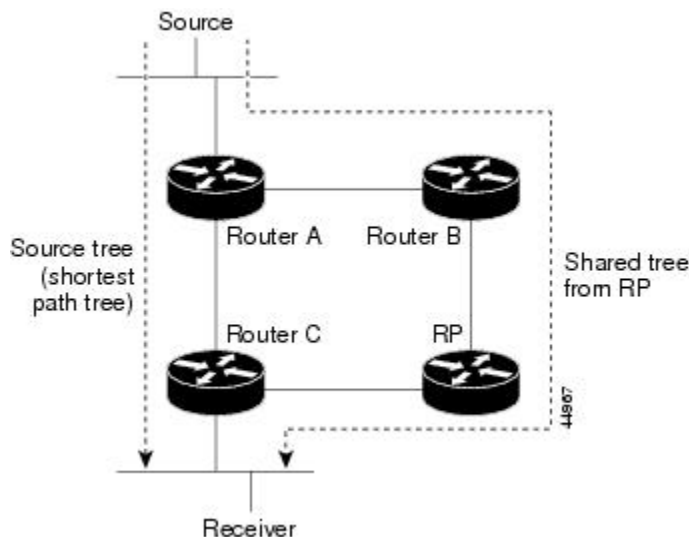 Source
Router A
Router B
Source tree
(shortest
path tree)
Shared tree
from RP
Router C
RP
44967
Receiver